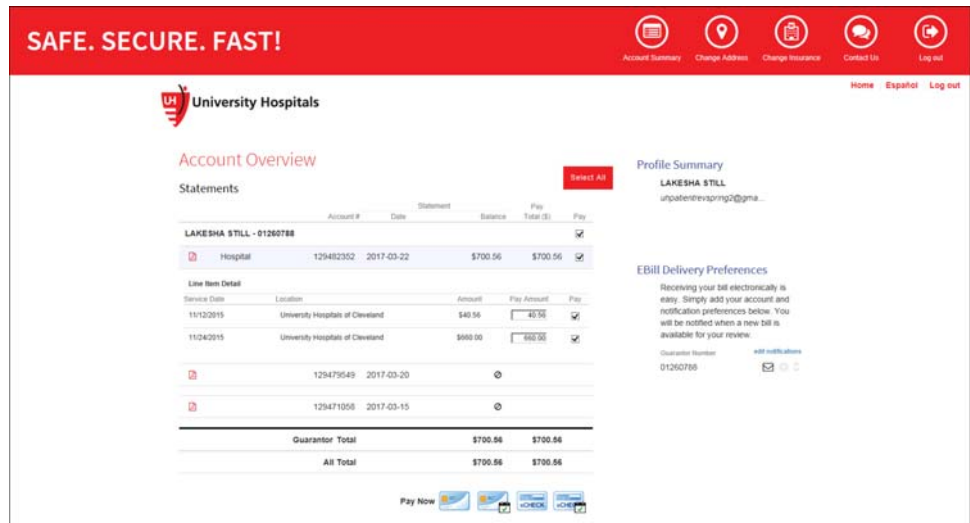 SAFE. SECURE. FAST!
Account Summary Change Address Change Insurance Contact Us Log out
Home Español Log out
UH University Hospitals
Account Overview
Select All
Statements
Statement Pay
Account # Date Balance Total ($) Pay
LAKESHA STILL - 01260788
Hospital 129482352 2017-03-22 $700.56 $700.56
Line Item Detail
Service Date Location Amount Pay Amount Pay
11/12/2015 University Hospitals of Cleveland $40.56 40.56
11/24/2015 University Hospitals of Cleveland $660.00 660.00
129479549 2017-03-20
129471058 2017-03-15
Guarantor Total $700.56 $700.56
All Total $700.56 $700.56
Pay Now eCHECK
Profile Summary
LAKESHA STILL
uhpatientrevspring2@gma...
EBill Delivery Preferences
Receiving your bill electronically is
easy. Simply add your account and
notification preferences below. You
will be notified when a new bill is
available for your review.
Guarantor Number edit notifications
01260788